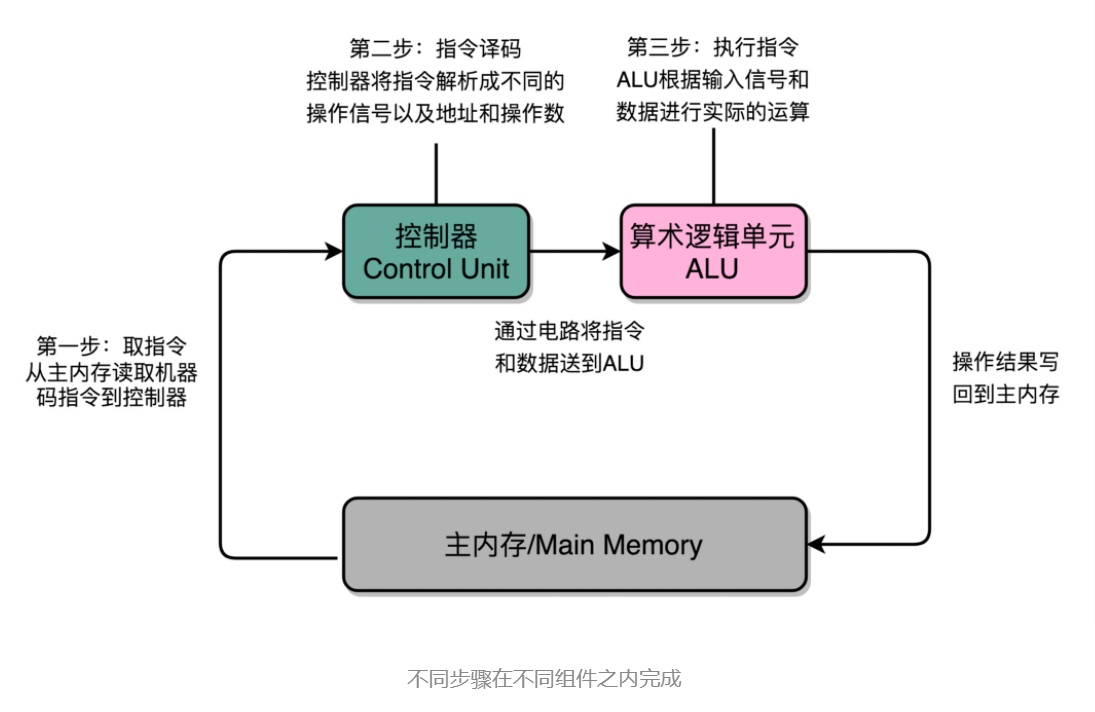 第二步：指令译码
控制器将指令解析成不同的
操作信号以及地址和操作数
第三步：执行指令
ALU根据输入信号和
数据进行实际的运算
控制器
Control Unit
算术逻辑单元
ALU
通过电路将指令
和数据送到ALU
第一步：取指令
从主内存读取机器
码指令到控制器
操作结果写
回到主内存
主内存/Main Memory
不同步骤在不同组件之内完成